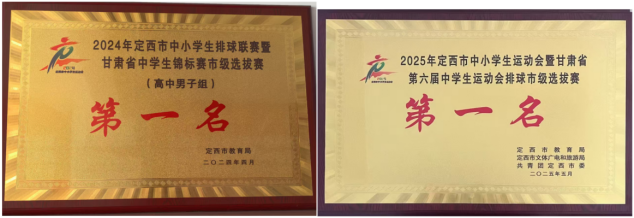 2024年定西市中小学生排球联赛暨
甘肃省中学生锦标赛市级选拔赛
（高中男子组）
第一名
定西市教育局
二〇二四年四月
2025年定西市中小学生运动会暨甘肃省
第六届中学生运动会排球市级选拔赛
第一名
定西市教育局
定西市文体广电和旅游局
共青团定西市委
二〇二五年五月